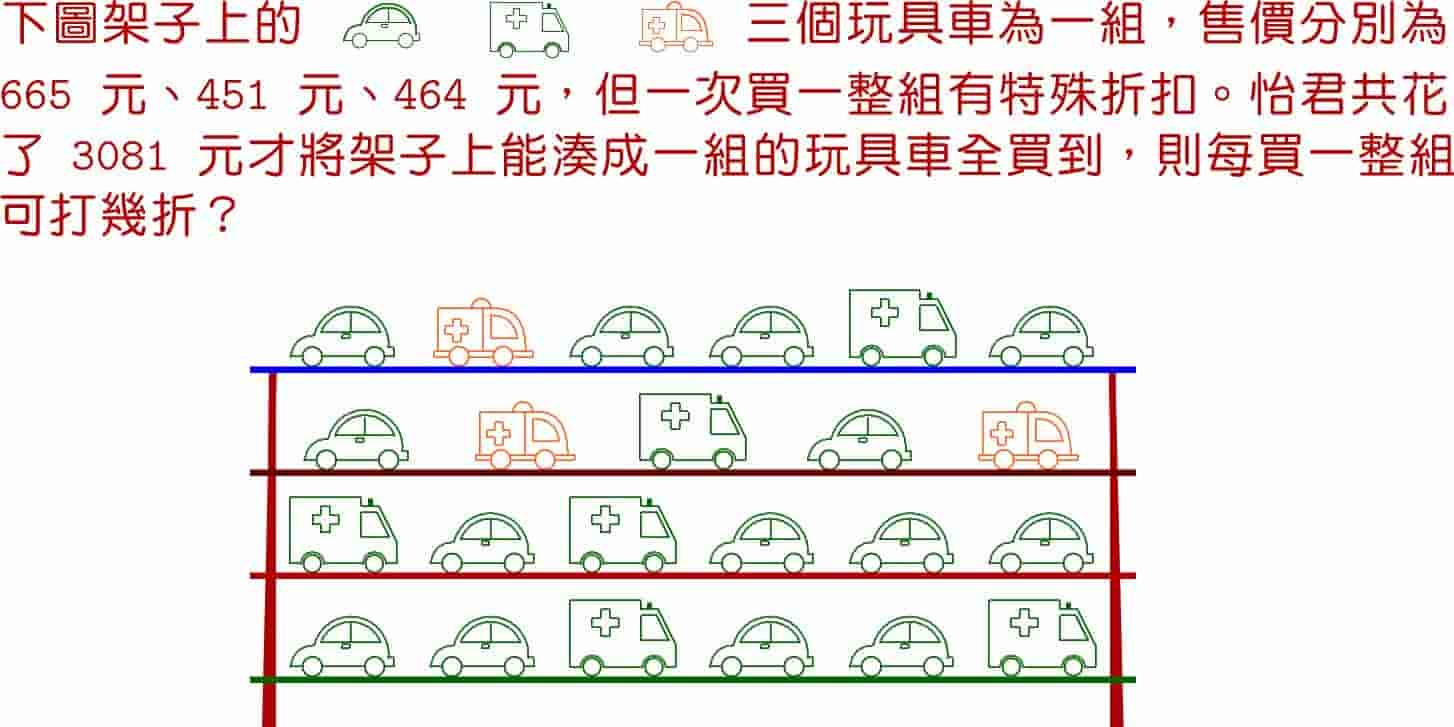 下圖架子上的 三個玩具車為一組，售價分別為
665 元、451 元、464 元，但一次買一整組有特殊折扣。怡君共花
了 3081 元才將架子上能湊成一組的玩具車全買到，則每買一整組
可打幾折？